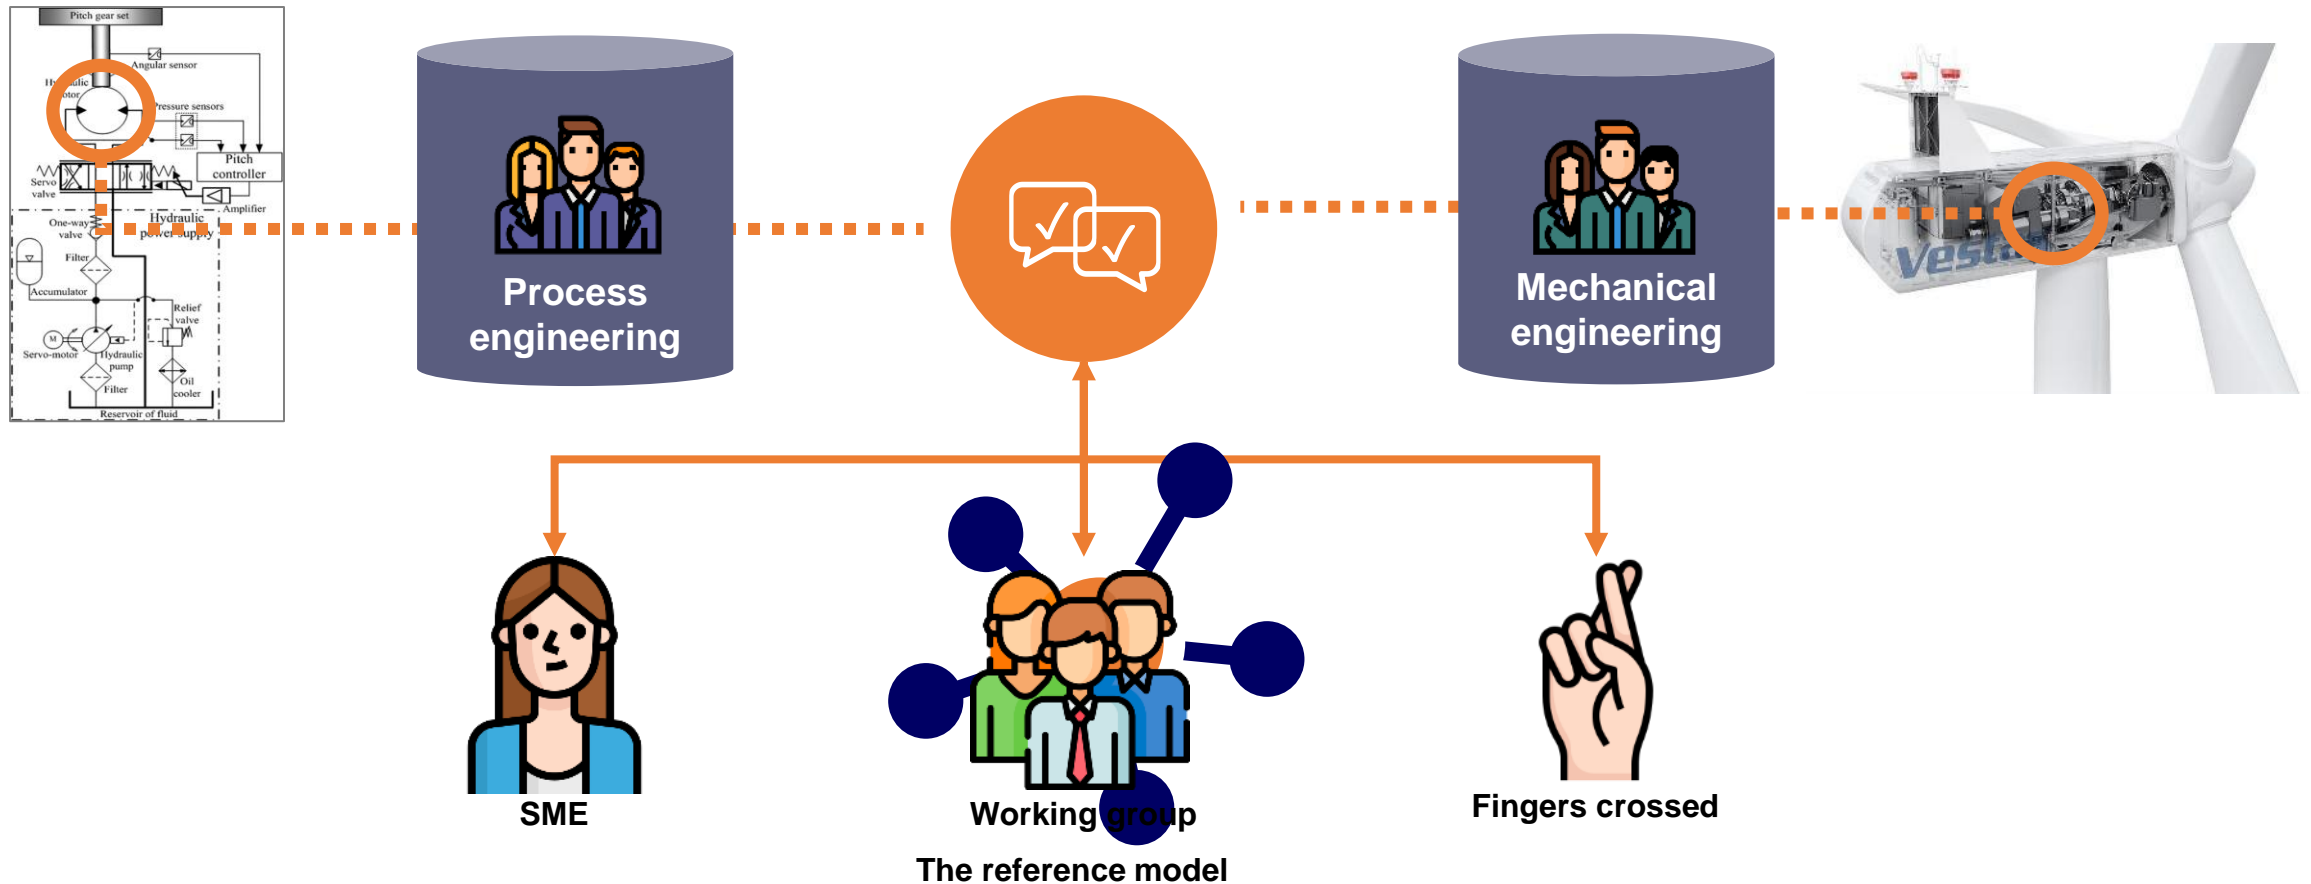 Pitch gear set
Angular sensor
Hydraulic
motor
Pressure sensors
Pitch
controller
Servo
valve
Amplifier
One-way
valve
Hydraulic
power supply
Filter
Accumulator
Relief
valve
M
Servo-motor
Hydraulic
pump
Filter
Oil
cooler
Reservoir of fluid
Process
engineering
Mechanical
engineering
SME
Working group
The reference model
Fingers crossed